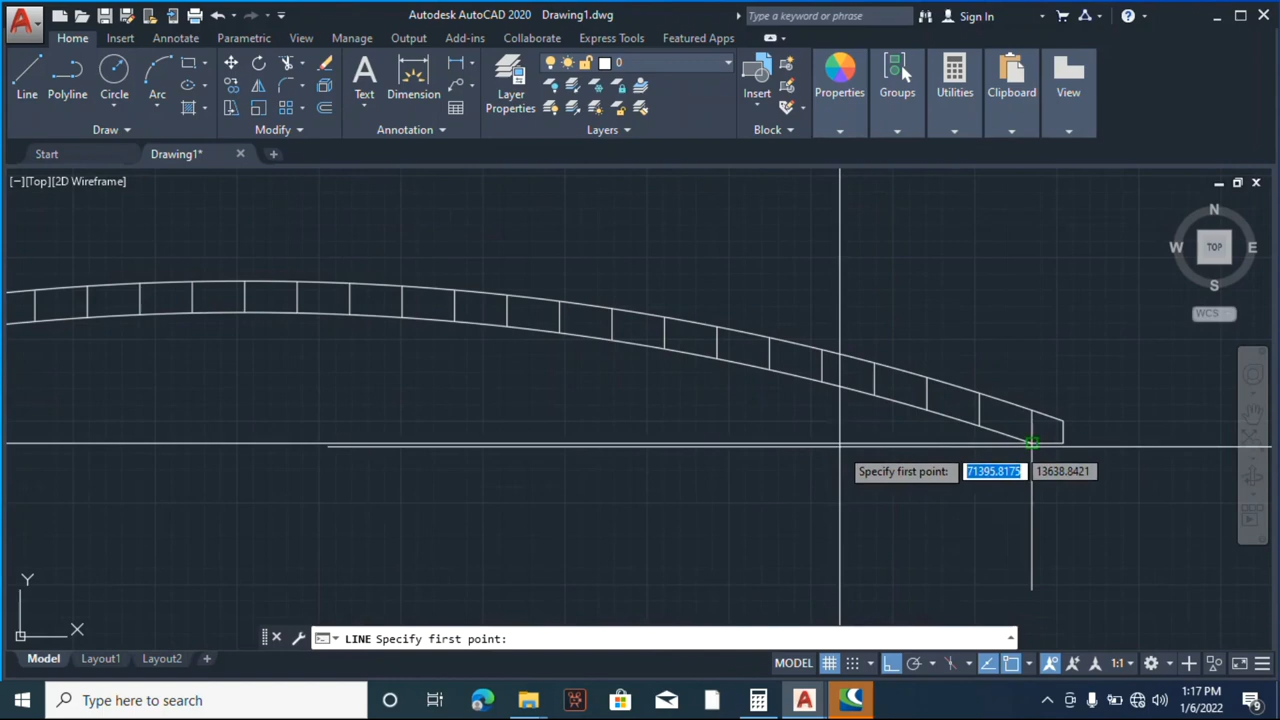 Autodesk AutoCAD 2020 Drawing1.dwg
Type a keyword or phrase
Sign In
Home Insert Annotate Parametric View Manage Output Add-ins Collaborate Express Tools Featured Apps
Line Polyline Circle Arc
Text Dimension
Layer Properties
0
Insert
Properties Groups Utilities Clipboard View
Draw Modify Annotation Layers Block
Start Drawing1*
[−][Top][2D Wireframe]
N
W TOP E
S
WCS
Specify first point: 71395.8175 13638.8421
Y
X
LINE Specify first point:
Model Layout1 Layout2
MODEL 1:1
Type here to search
1:17 PM
1/6/2022
9